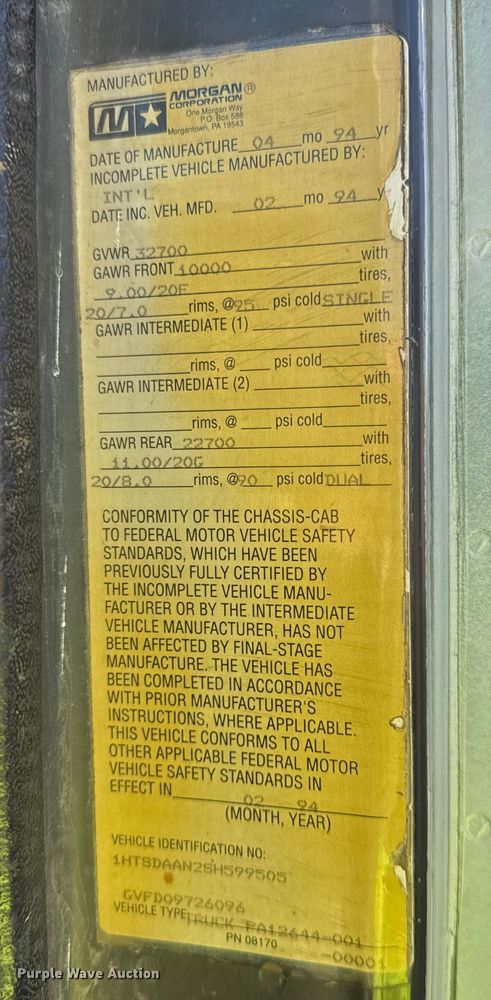 MANUFACTURED BY:
MORGAN®
CORPORATION
One Morgan Way
P.O. Box 588
Morgantown, PA 19543
DATE OF MANUFACTURE 04 mo 94 yr
INCOMPLETE VEHICLE MANUFACTURED BY:
INT'L
DATE INC. VEH. MFD. 02 mo 94 y
GVWR 32700
GAWR FRONT 10000 with
9.00/20F tires,
20/7.0 rims, @ 95 psi cold SINGLE
GAWR INTERMEDIATE (1) with
tires,
rims, @ psi cold
GAWR INTERMEDIATE (2) with
tires,
rims, @ psi cold
GAWR REAR 22700 with
11.00/20G tires,
20/8.0 rims, @ 90 psi cold DUAL
CONFORMITY OF THE CHASSIS-CAB
TO FEDERAL MOTOR VEHICLE SAFETY
STANDARDS, WHICH HAVE BEEN
PREVIOUSLY FULLY CERTIFIED BY
THE INCOMPLETE VEHICLE MANU-
FACTURER OR BY THE INTERMEDIATE
VEHICLE MANUFACTURER, HAS NOT
BEEN AFFECTED BY FINAL-STAGE
MANUFACTURE. THE VEHICLE HAS
BEEN COMPLETED IN ACCORDANCE
WITH PRIOR MANUFACTURER'S
INSTRUCTIONS, WHERE APPLICABLE.
THIS VEHICLE CONFORMS TO ALL
OTHER APPLICABLE FEDERAL MOTOR
VEHICLE SAFETY STANDARDS IN
EFFECT IN 02 94
(MONTH, YEAR)
VEHICLE IDENTIFICATION NO:
1HTSDAAN2SH599505
GVFD09726096
VEHICLE TYPE TRUCK PA12644-001
-00001
PN 08170
Purple Wave Auction